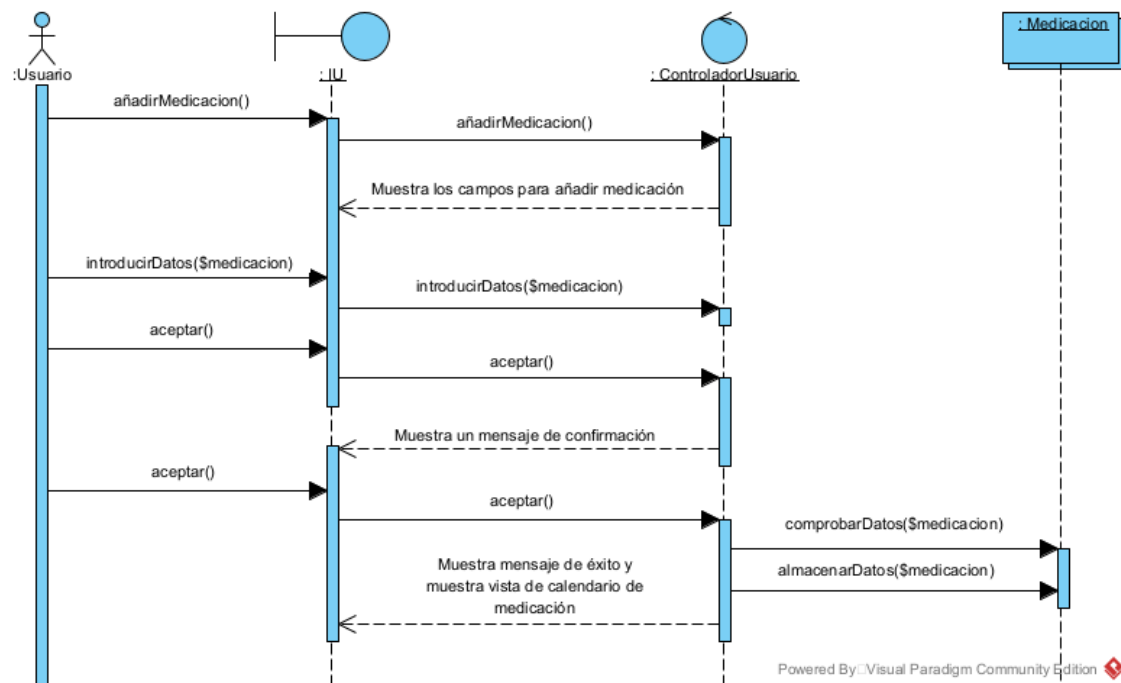 : Medicacion
:Usuario
: IU
: ControladorUsuario
añadirMedicacion()
añadirMedicacion()
Muestra los campos para añadir medicación
introducirDatos($medicacion)
introducirDatos($medicacion)
aceptar()
aceptar()
Muestra un mensaje de confirmación
aceptar()
aceptar()
comprobarDatos($medicacion)
Muestra mensaje de éxito y
muestra vista de calendario de
medicación
almacenarDatos($medicacion)
Powered By Visual Paradigm Community Edition